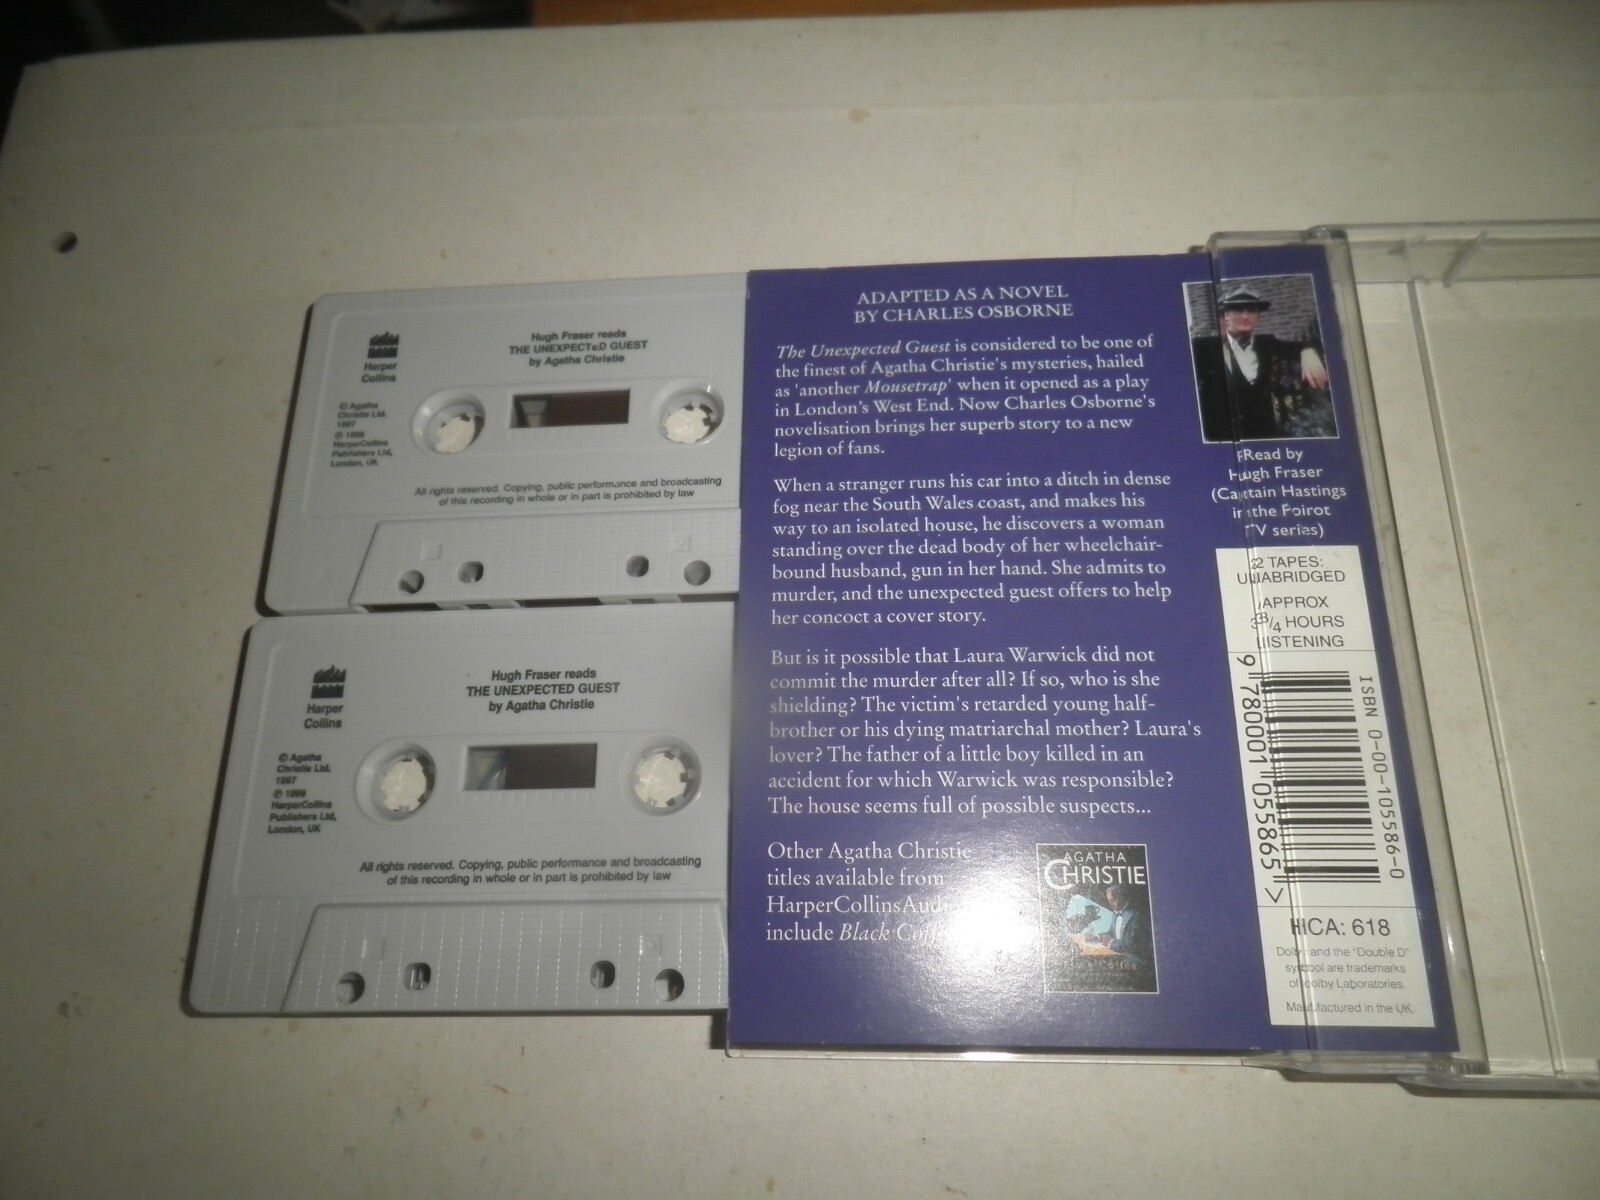 Harper
Collins
Hugh Fraser reads
THE UNEXPECTED GUEST
by Agatha Christie
© Agatha
Christie Ltd.
1997
℗ 1999
HarperCollins
Publishers Ltd,
London, UK
All rights reserved. Copying, public performance and broadcasting
of this recording in whole or in part is prohibited by law
Harper
Collins
Hugh Fraser reads
THE UNEXPECTED GUEST
by Agatha Christie
© Agatha
Christie Ltd.
1997
℗ 1999
HarperCollins
Publishers Ltd,
London, UK
All rights reserved. Copying, public performance and broadcasting
of this recording in whole or in part is prohibited by law
ADAPTED AS A NOVEL
BY CHARLES OSBORNE
The Unexpected Guest is considered to be one of
the finest of Agatha Christie's mysteries, hailed
as 'another Mousetrap' when it opened as a play
in London's West End. Now Charles Osborne's
novelisation brings her superb story to a new
legion of fans.
When a stranger runs his car into a ditch in dense
fog near the South Wales coast, and makes his
way to an isolated house, he discovers a woman
standing over the dead body of her wheelchair-
bound husband, gun in her hand. She admits to
murder, and the unexpected guest offers to help
her concoct a cover story.
But is it possible that Laura Warwick did not
commit the murder after all? If so, who is she
shielding? The victim's retarded young half-
brother or his dying matriarchal mother? Laura's
lover? The father of a little boy killed in an
accident for which Warwick was responsible?
The house seems full of possible suspects...
Other Agatha Christie
titles available from
HarperCollinsAudio
include Black Coffee
AGATHA
CHRISTIE
Coffee
Read by
Hugh Fraser
(Captain Hastings
in the Poirot
TV series)
2 TAPES:
UNABRIDGED
APPROX
3 3/4 HOURS
LISTENING
ISBN 0-00-105586-0
9 780001 055865 >
HCA: 618
Dolby and the "Double D"
symbol are trademarks
of Dolby Laboratories.
Manufactured in the UK.